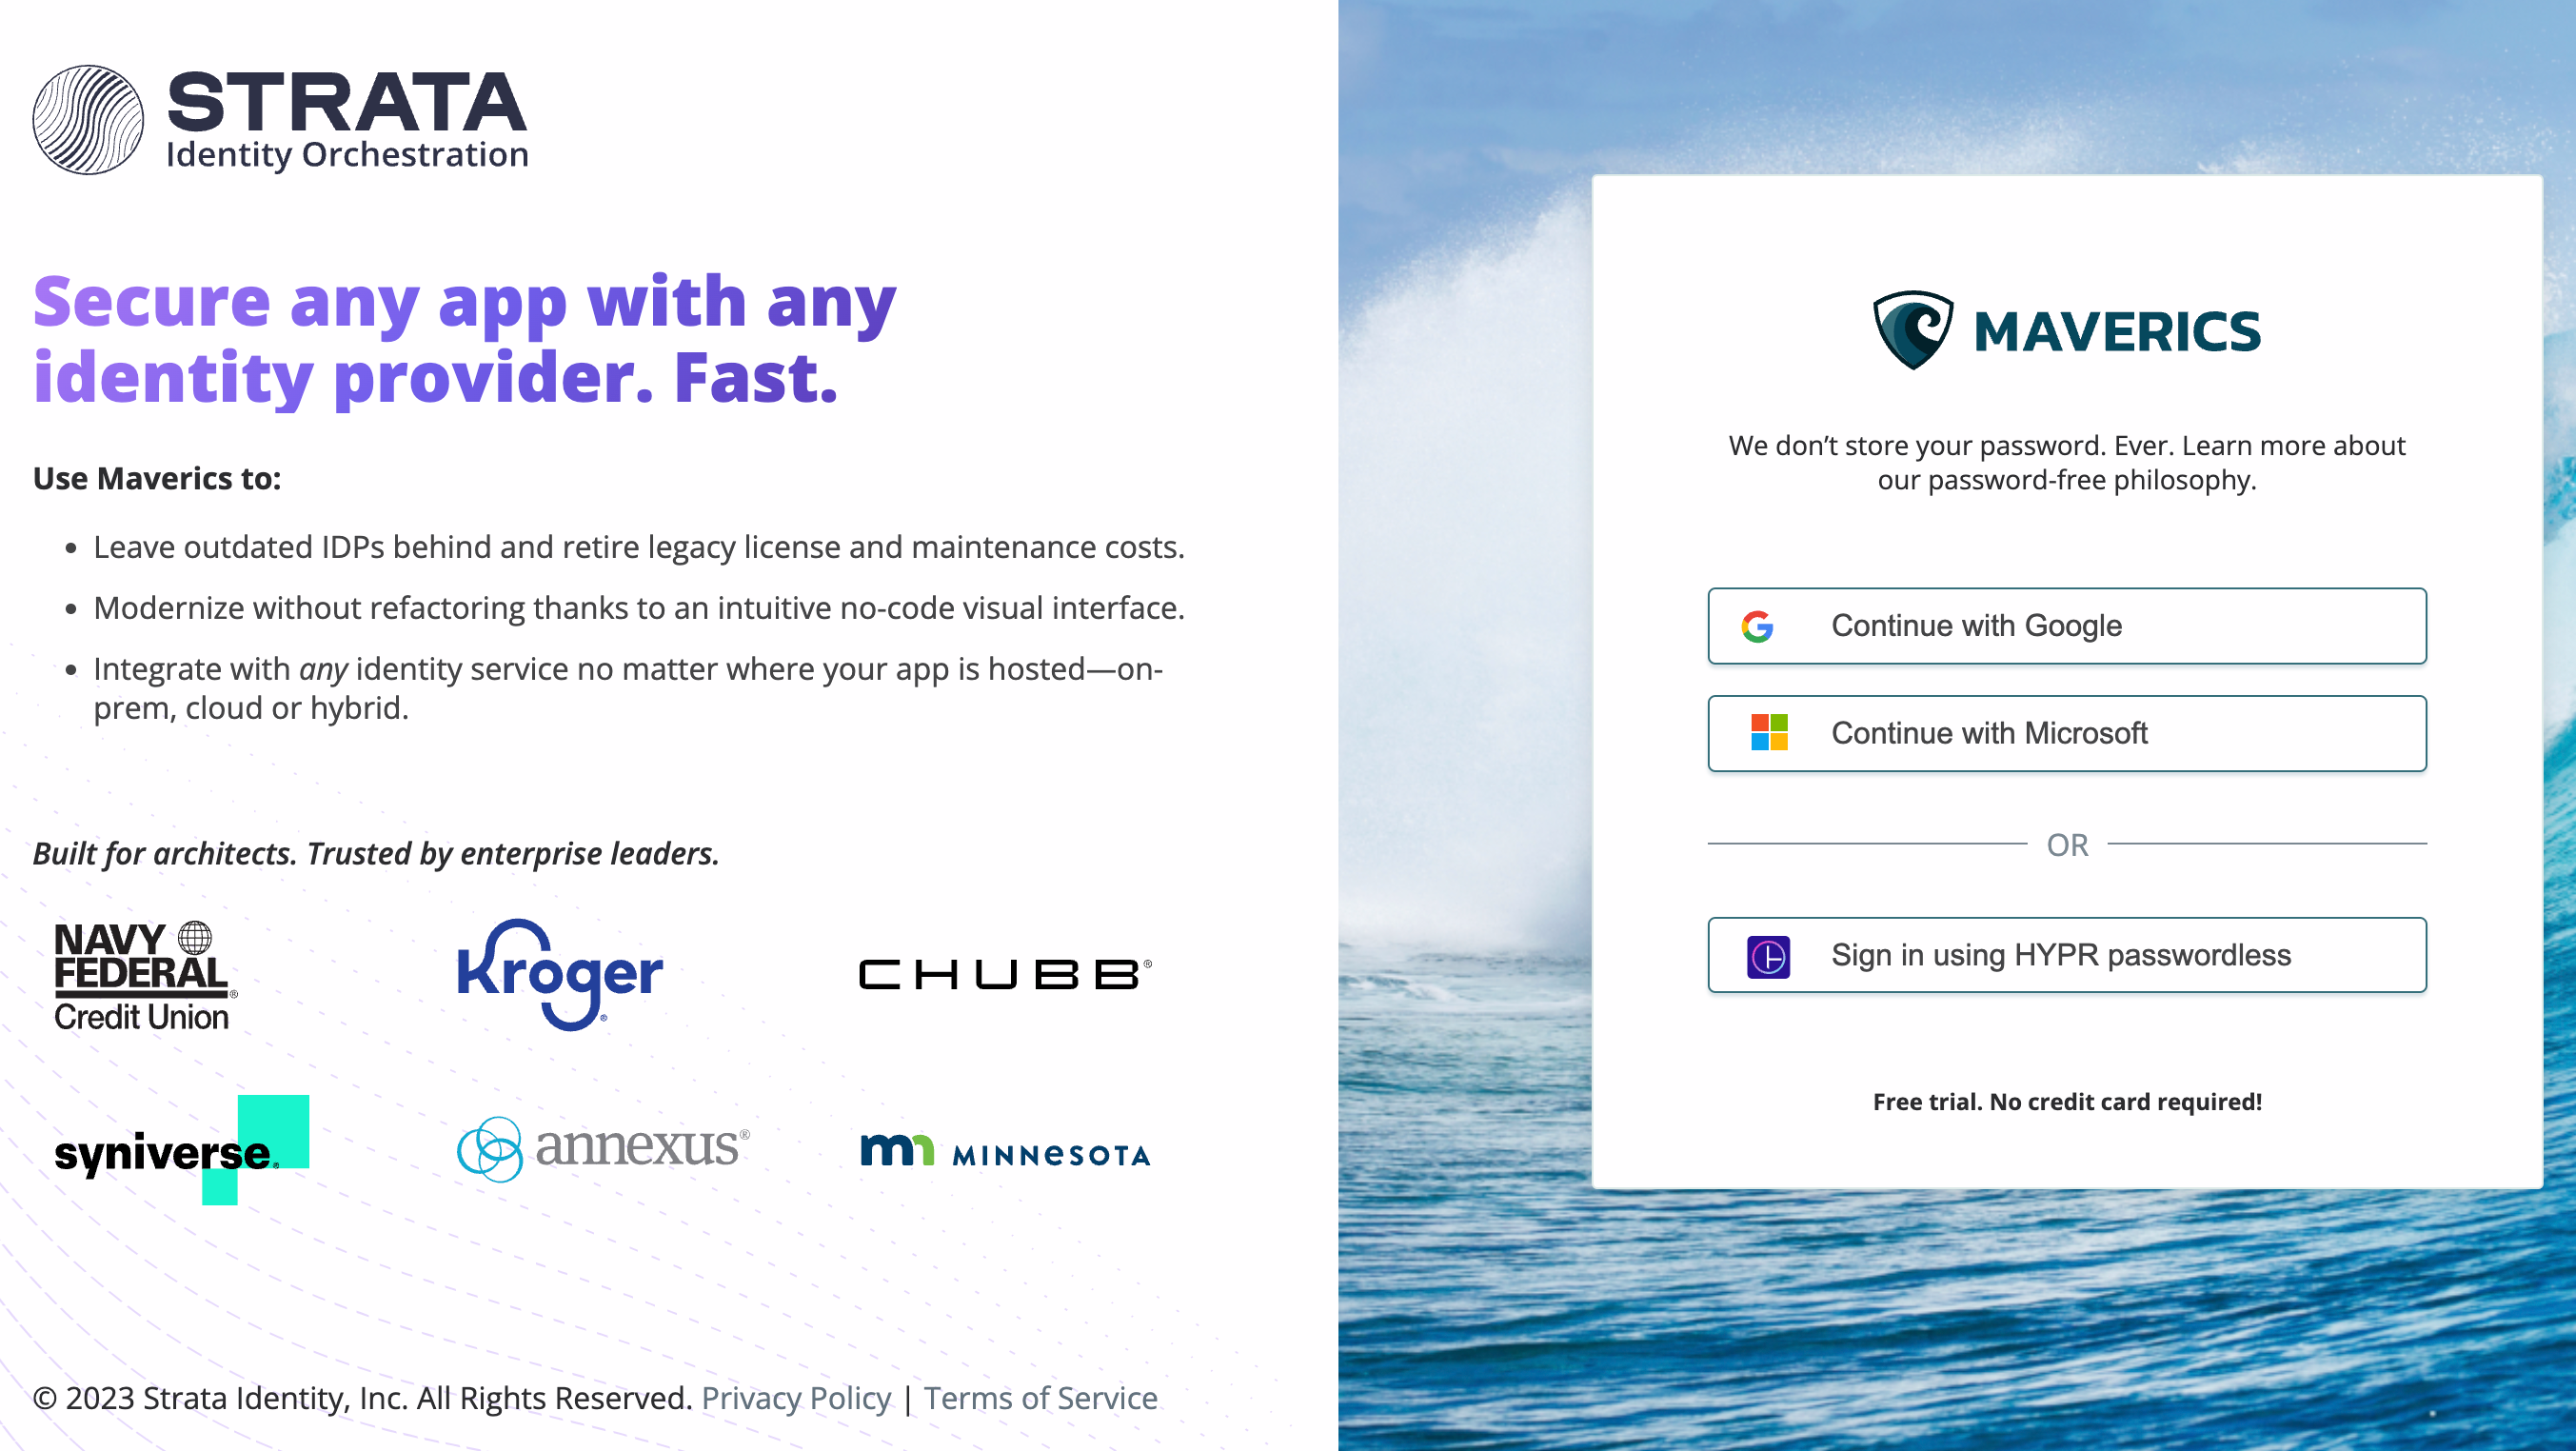 STRATA
Identity Orchestration
Secure any app with any
identity provider. Fast.
Use Maverics to:
• Leave outdated IDPs behind and retire legacy license and maintenance costs.
• Modernize without refactoring thanks to an intuitive no-code visual interface.
• Integrate with any identity service no matter where your app is hosted—on-
prem, cloud or hybrid.
Built for architects. Trusted by enterprise leaders.
NAVY
FEDERAL®
Credit Union
Kroger®
CHUBB®
syniverse®
annexus®
mn MINNESOTA
© 2023 Strata Identity, Inc. All Rights Reserved. Privacy Policy | Terms of Service
MAVERICS
We don’t store your password. Ever. Learn more about
our password-free philosophy.
Continue with Google
Continue with Microsoft
OR
Sign in using HYPR passwordless
Free trial. No credit card required!